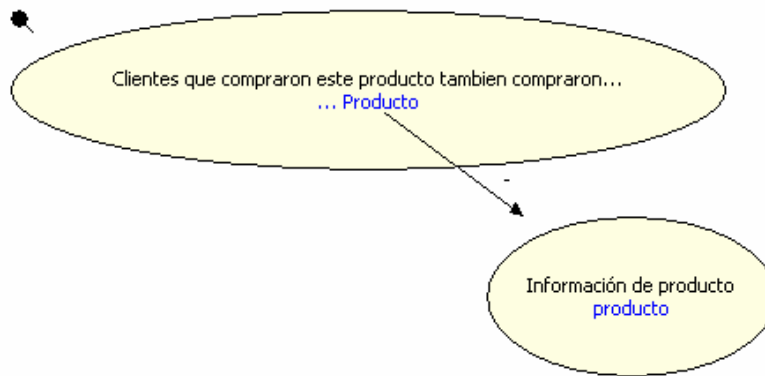 Clientes que compraron este producto tambien compraron...
... Producto
-
Información de producto
producto